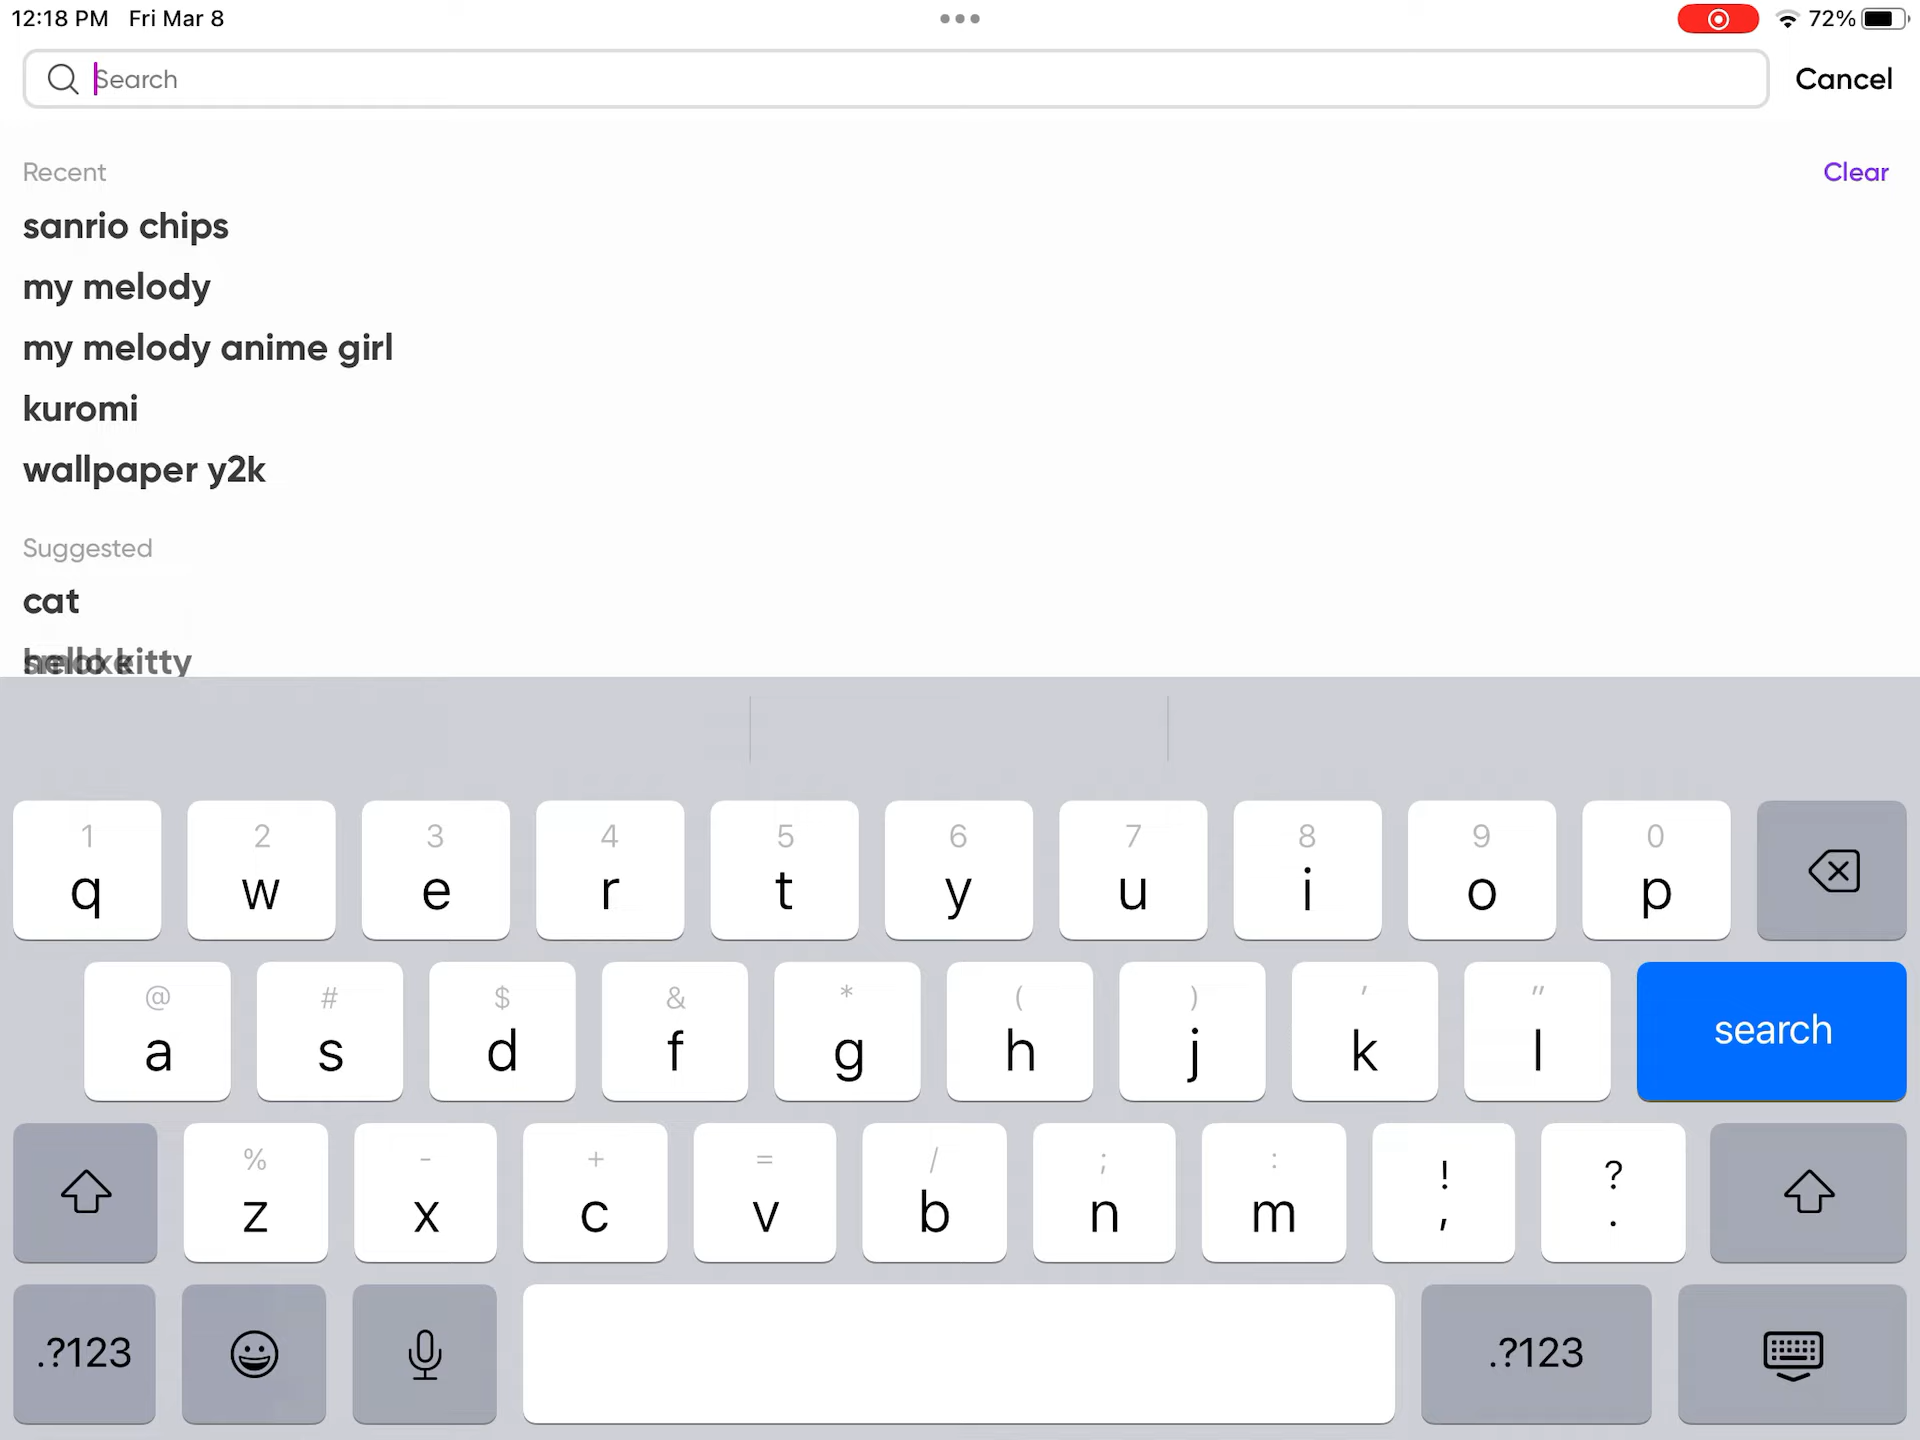 12:18 PM Fri Mar 8
72%
Search
Cancel
Recent
Clear
sanrio chips
my melody
my melody anime girl
kuromi
wallpaper y2k
Suggested
cat
hello kitty
1 2 3 4 5 6 7 8 9 0
q w e r t y u i o p
@ # $ & * ( ) ' "
a s d f g h j k l
search
% - + = / ; : ! ?
z x c v b n m , .
.?123
.?123